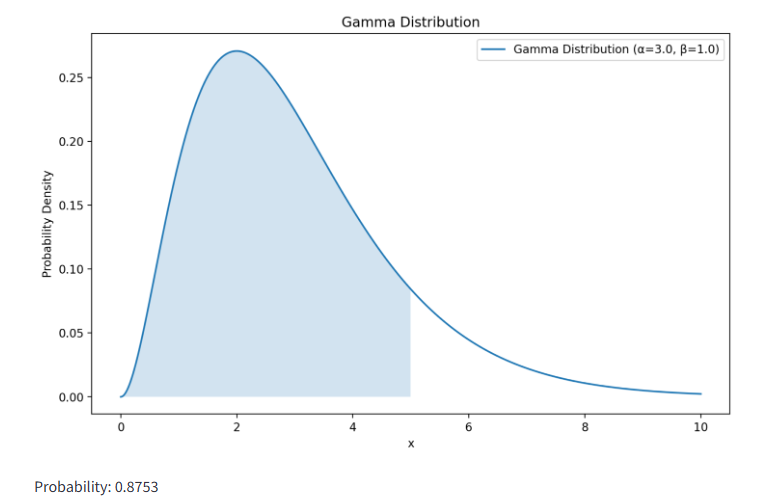 Gamma Distribution
Gamma Distribution (α=3.0, β=1.0)
0.25
0.20
0.15
0.10
0.05
0.00
Probability Density
0 2 4 6 8 10
x
Probability: 0.8753